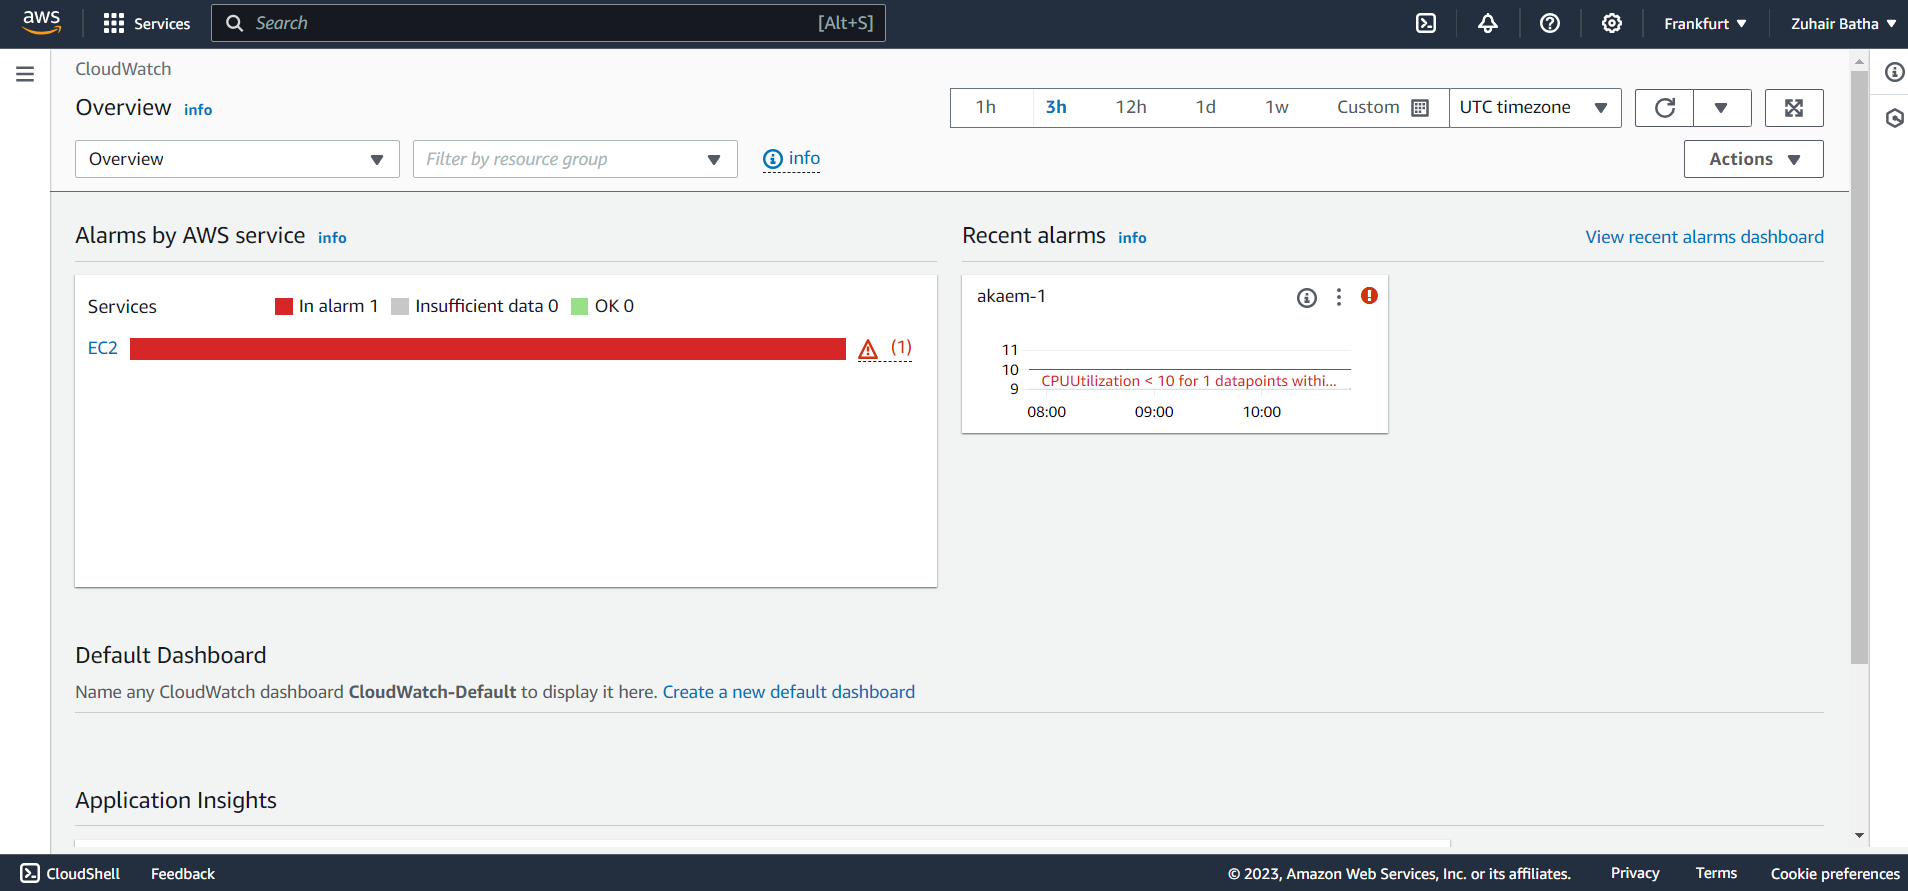 aws
Services
Search [Alt+S]
Frankfurt
Zuhair Batha
CloudWatch
Overview info
1h 3h 12h 1d 1w Custom UTC timezone
Overview
Filter by resource group
info
Actions
Alarms by AWS service info
Services In alarm 1 Insufficient data 0 OK 0
EC2 (1)
Recent alarms info
View recent alarms dashboard
akaem-1
11
10
CPUUtilization < 10 for 1 datapoints withi...
9
08:00 09:00 10:00
Default Dashboard
Name any CloudWatch dashboard CloudWatch-Default to display it here. Create a new default dashboard
Application Insights
CloudShell Feedback © 2023, Amazon Web Services, Inc. or its affiliates. Privacy Terms Cookie preferences